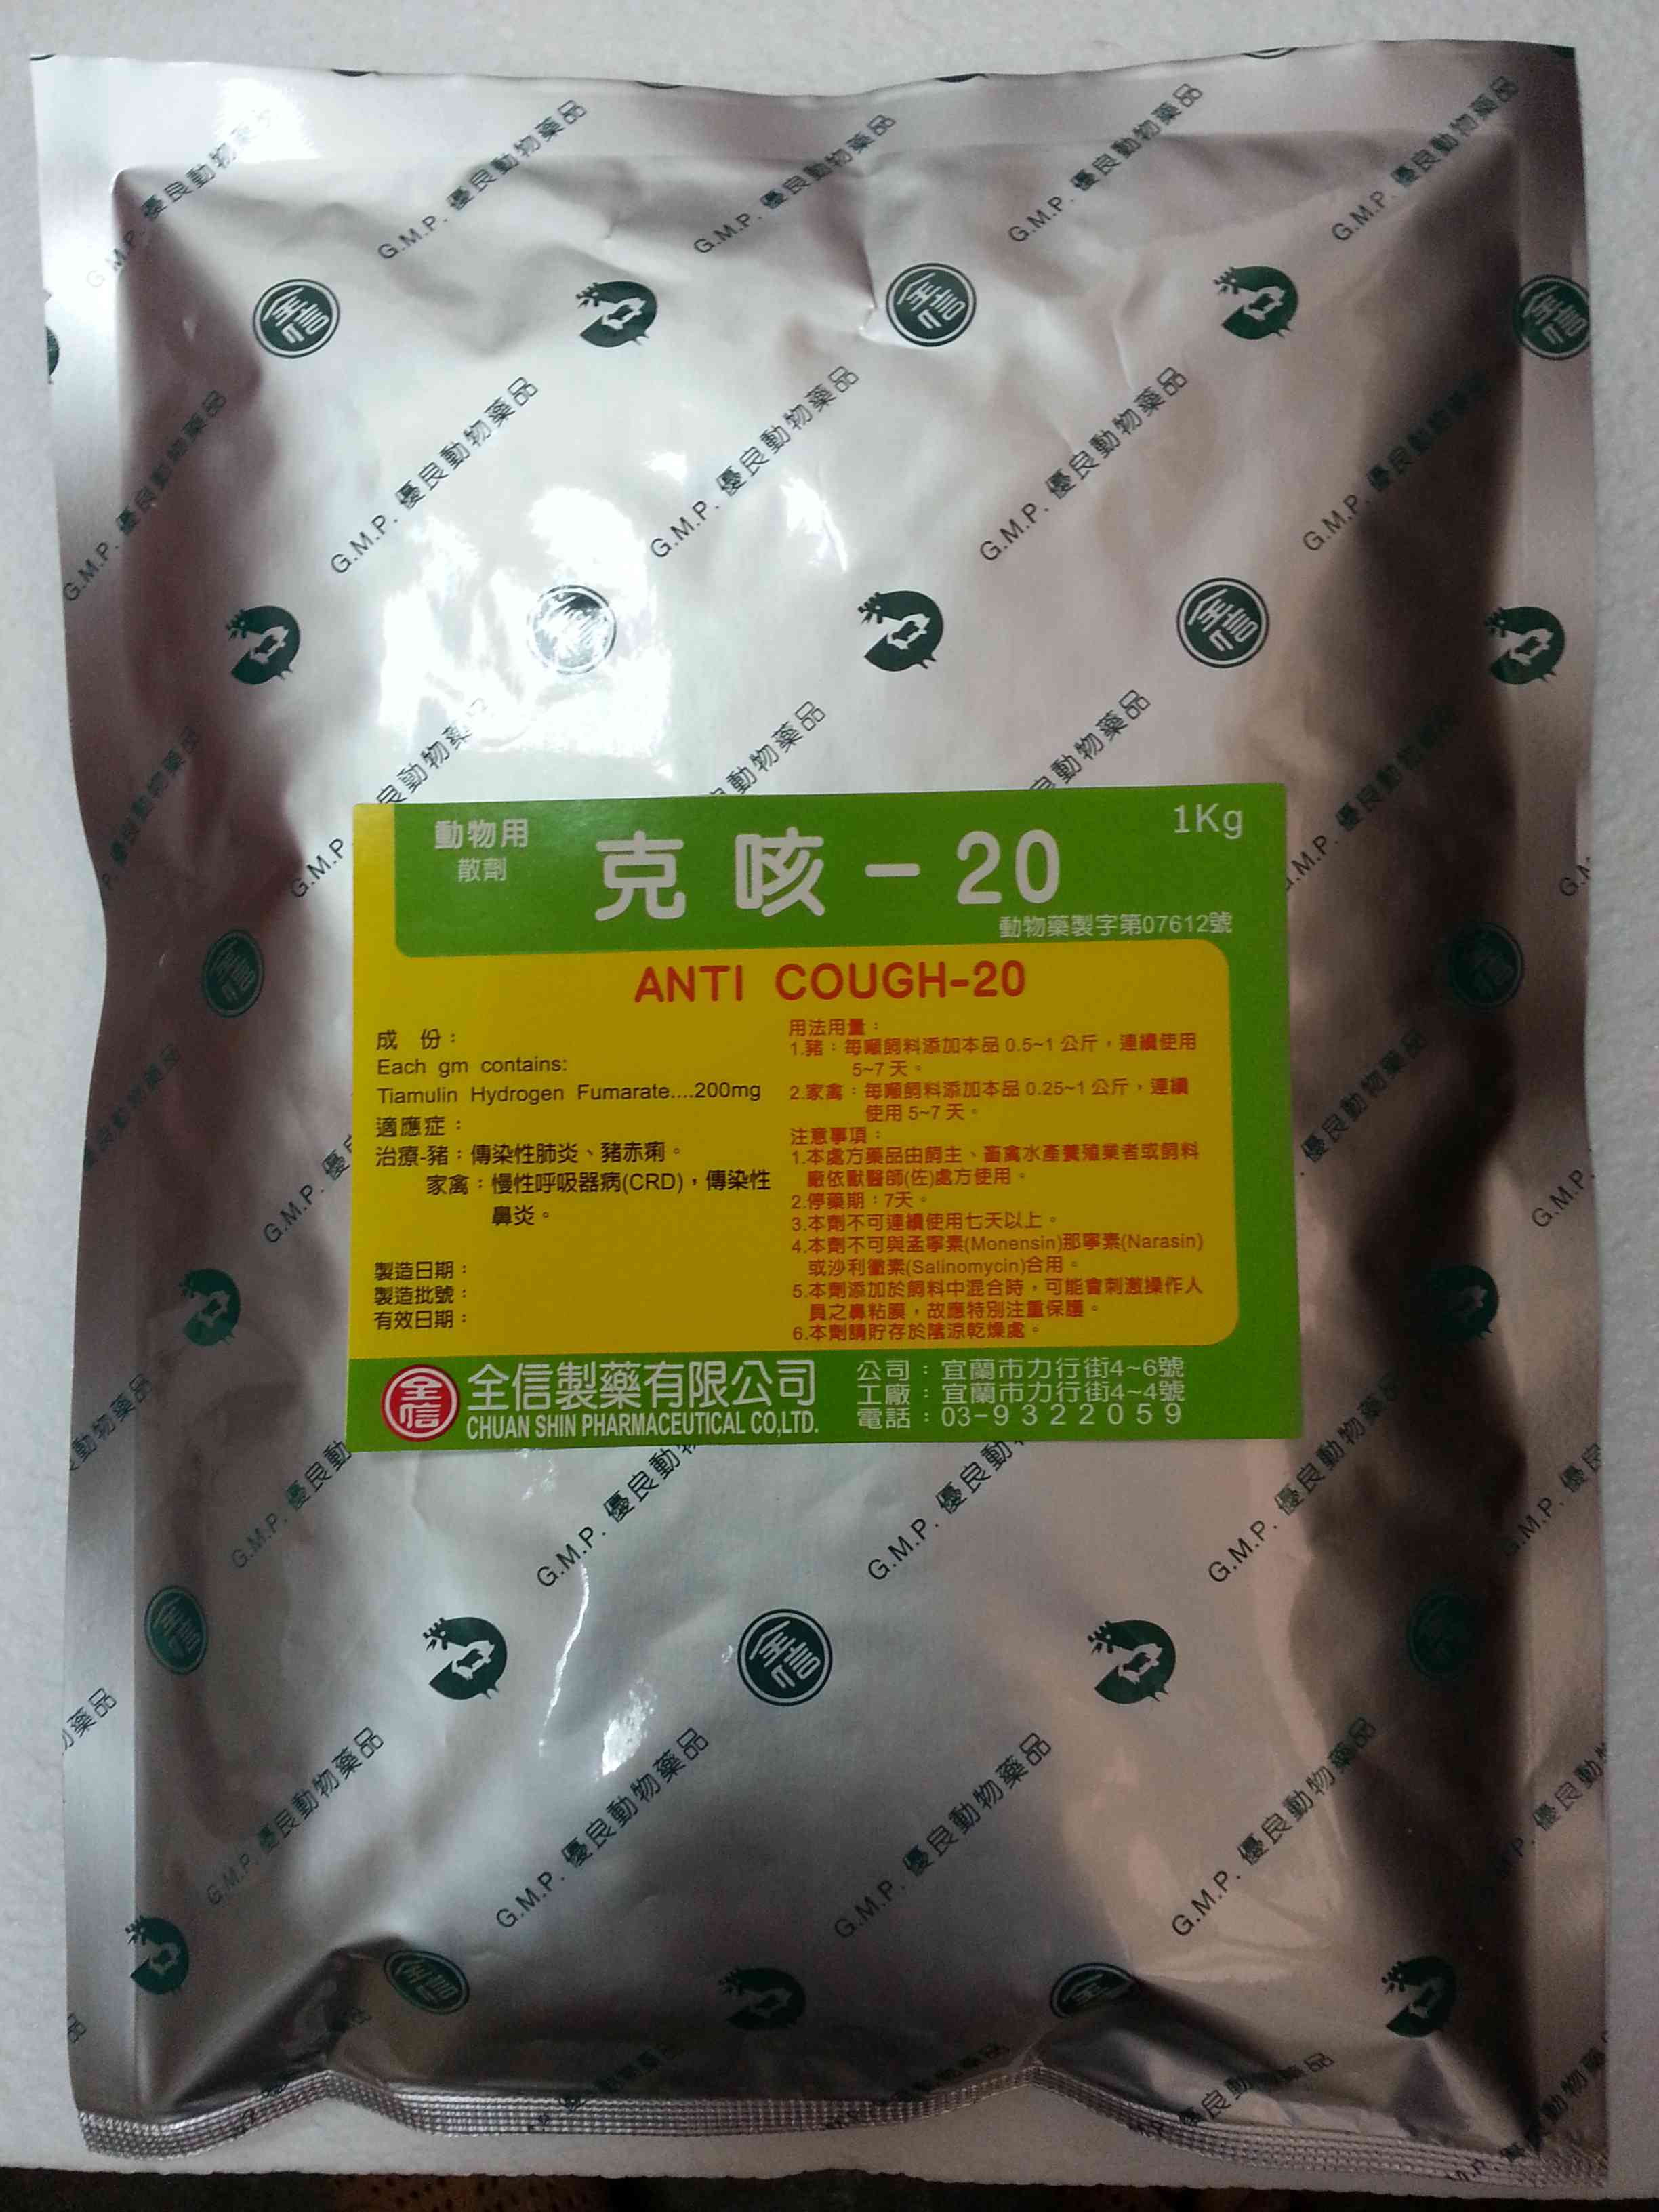 G.M.P. 優良動物藥品
全信
動物用
散劑
克咳-20
1Kg
動物藥製字第07612號
ANTI COUGH-20
成 份：
Each gm contains:
Tiamulin Hydrogen Fumarate....200mg
適應症：
治療-豬：傳染性肺炎、豬赤痢。
家禽：慢性呼吸器病(CRD)，傳染性
鼻炎。
製造日期：
製造批號：
有效日期：
用法用量：
1.豬：每噸飼料添加本品 0.5~1 公斤，連續使用
5~7 天。
2.家禽：每噸飼料添加本品 0.25~1 公斤，連續
使用 5~7 天。
注意事項：
1.本處方藥品由飼主、畜禽水產養殖業者或飼料
廠依獸醫師(佐)處方使用。
2.停藥期：7天。
3.本劑不可連續使用七天以上。
4.本劑不可與孟寧素(Monensin)那寧素(Narasin)
或沙利黴素(Salinomycin)合用。
5.本劑添加於飼料中混合時，可能會刺激操作人
員之鼻粘膜，故應特別注重保護。
6.本劑請貯存於陰涼乾燥處。
全信
全信製藥有限公司
CHUAN SHIN PHARMACEUTICAL CO,LTD.
公司：宜蘭市力行街4~6號
工廠：宜蘭市力行街4~4號
電話：03-9322059